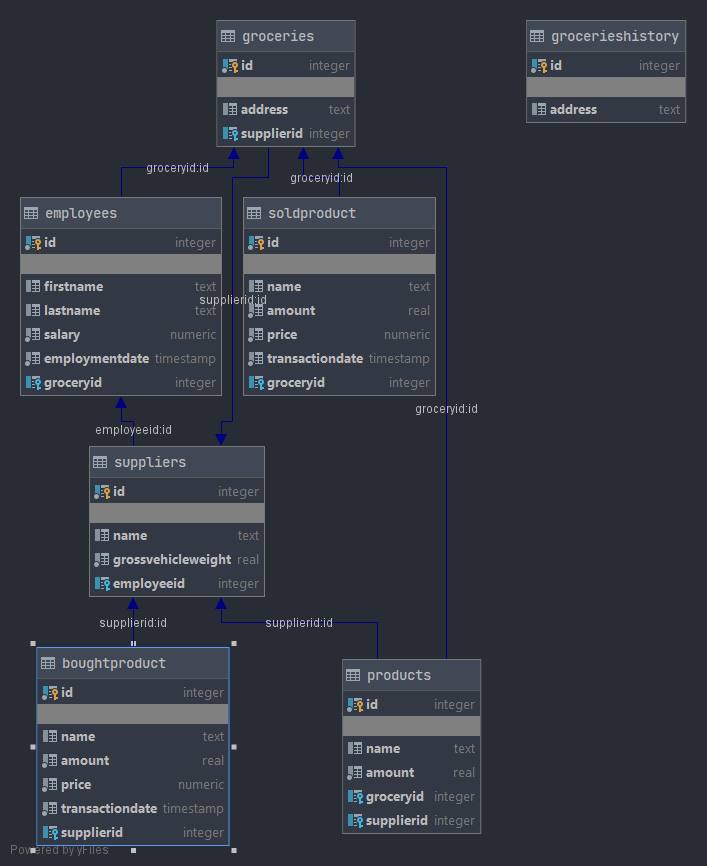 groceries
id integer
address text
supplierid integer
grocerieshistory
id integer
address text
groceryid:id
groceryid:id
employees
id integer
firstname text
lastname text
salary numeric
employmentdate timestamp
groceryid integer
soldproduct
id integer
name text
amount real
price numeric
transactiondate timestamp
groceryid integer
supplierid:id
groceryid:id
employeeid:id
suppliers
id integer
name text
grossvehicleweight real
employeeid integer
supplierid:id
supplierid:id
boughtproduct
id integer
name text
amount real
price numeric
transactiondate timestamp
supplierid integer
products
id integer
name text
amount real
groceryid integer
supplierid integer
Powered by yFiles